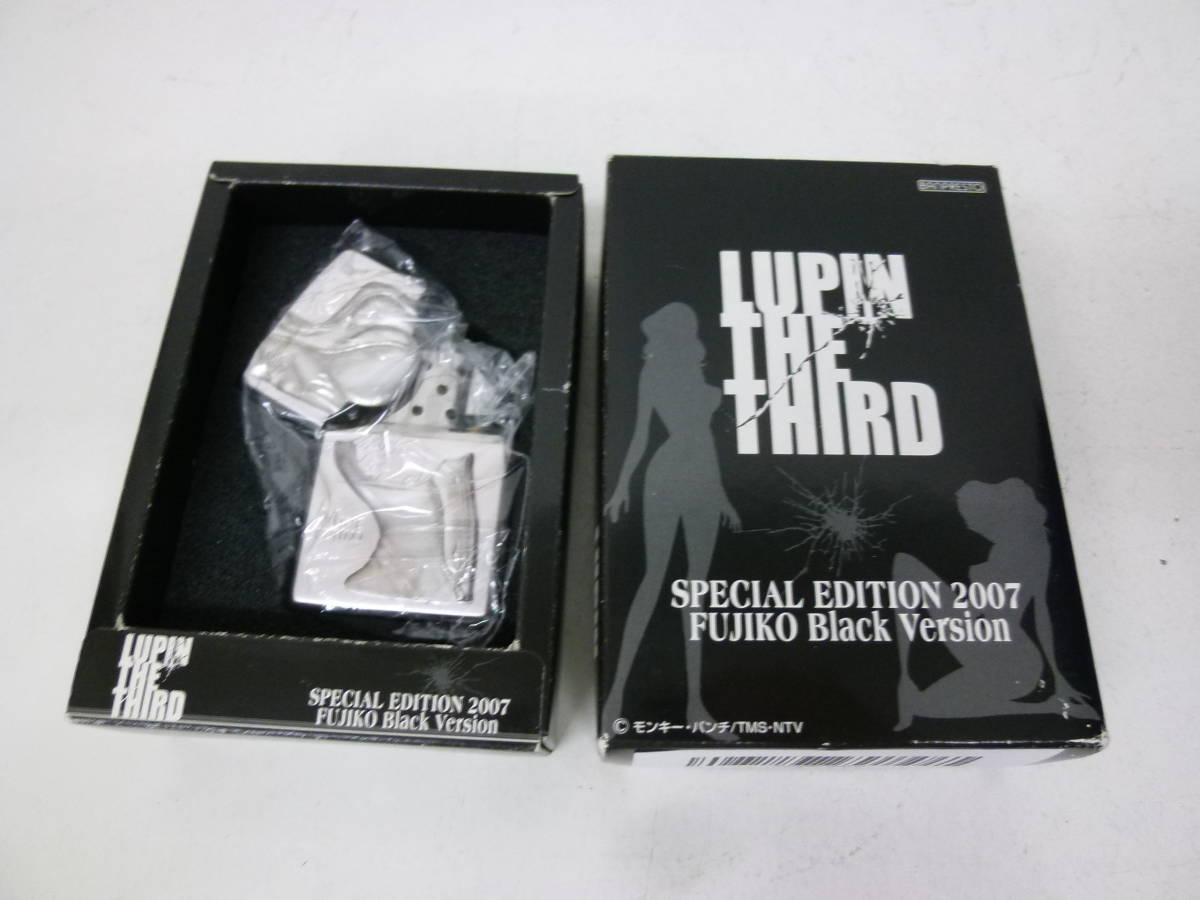 LUPIN
THE
THIRD
SPECIAL EDITION 2007
FUJIKO Black Version
BANPRESTO
LUPIN
THE
THIRD
SPECIAL EDITION 2007
FUJIKO Black Version
© モンキー・パンチ/TMS・NTV